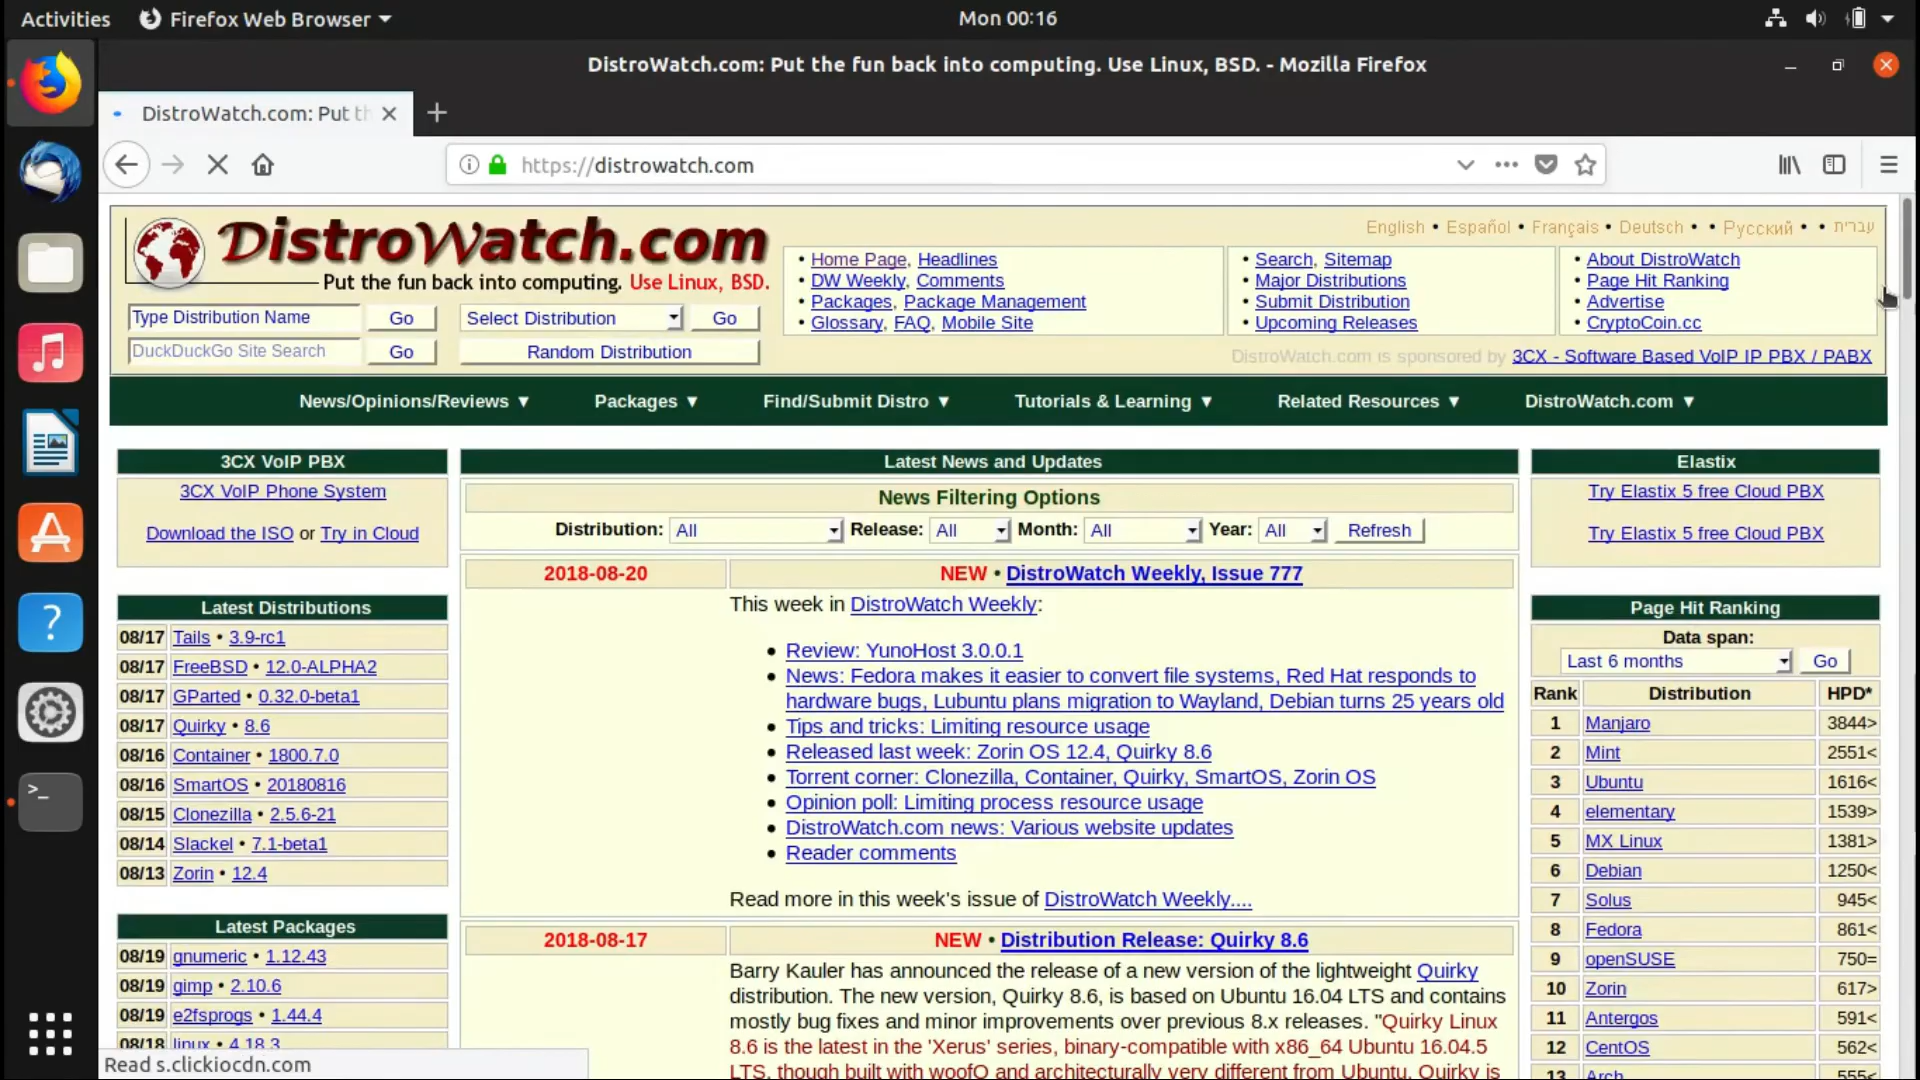 Activities
Firefox Web Browser
Mon 00:16
DistroWatch.com: Put the fun back into computing. Use Linux, BSD. - Mozilla Firefox
DistroWatch.com: Put th
https://distrowatch.com
DistroWatch.com
Put the fun back into computing. Use Linux, BSD.
English • Español • Français • Deutsch • • Русский • • עברית
• Home Page, Headlines
• DW Weekly, Comments
• Packages, Package Management
• Glossary, FAQ, Mobile Site
• Search, Sitemap
• Major Distributions
• Submit Distribution
• Upcoming Releases
• About DistroWatch
• Page Hit Ranking
• Advertise
• CryptoCoin.cc
Type Distribution Name Go Select Distribution Go
DuckDuckGo Site Search Go Random Distribution
DistroWatch.com is sponsored by 3CX - Software Based VoIP IP PBX / PABX
News/Opinions/Reviews ▼ Packages ▼ Find/Submit Distro ▼ Tutorials & Learning ▼ Related Resources ▼ DistroWatch.com ▼
3CX VoIP PBX
3CX VoIP Phone System
Download the ISO or Try in Cloud
Latest Distributions
08/17 Tails • 3.9-rc1
08/17 FreeBSD • 12.0-ALPHA2
08/17 GParted • 0.32.0-beta1
08/17 Quirky • 8.6
08/16 Container • 1800.7.0
08/16 SmartOS • 20180816
08/15 Clonezilla • 2.5.6-21
08/14 Slackel • 7.1-beta1
08/13 Zorin • 12.4
Latest Packages
08/19 gnumeric • 1.12.43
08/19 gimp • 2.10.6
08/19 e2fsprogs • 1.44.4
08/18 linux • 4.18.3
Read s.clickiocdn.com
Latest News and Updates
News Filtering Options
Distribution: All Release: All Month: All Year: All Refresh
2018-08-20 NEW • DistroWatch Weekly, Issue 777
This week in DistroWatch Weekly:
• Review: YunoHost 3.0.0.1
• News: Fedora makes it easier to convert file systems, Red Hat responds to
hardware bugs, Lubuntu plans migration to Wayland, Debian turns 25 years old
• Tips and tricks: Limiting resource usage
• Released last week: Zorin OS 12.4, Quirky 8.6
• Torrent corner: Clonezilla, Container, Quirky, SmartOS, Zorin OS
• Opinion poll: Limiting process resource usage
• DistroWatch.com news: Various website updates
• Reader comments
Read more in this week's issue of DistroWatch Weekly....
2018-08-17 NEW • Distribution Release: Quirky 8.6
Barry Kauler has announced the release of a new version of the lightweight Quirky
distribution. The new version, Quirky 8.6, is based on Ubuntu 16.04 LTS and contains
mostly bug fixes and minor improvements over previous 8.x releases. "Quirky Linux
8.6 is the latest in the 'Xerus' series, binary-compatible with x86_64 Ubuntu 16.04.5
LTS, though built with woofQ and architecturally very different from Ubuntu. Quirky is
Elastix
Try Elastix 5 free Cloud PBX
Try Elastix 5 free Cloud PBX
Page Hit Ranking
Data span:
Last 6 months Go
Rank Distribution HPD*
1 Manjaro 3844>
2 Mint 2551<
3 Ubuntu 1616<
4 elementary 1539>
5 MX Linux 1381>
6 Debian 1250<
7 Solus 945<
8 Fedora 861<
9 openSUSE 750=
10 Zorin 617>
11 Antergos 591<
12 CentOS 562<
13 Arch 555<